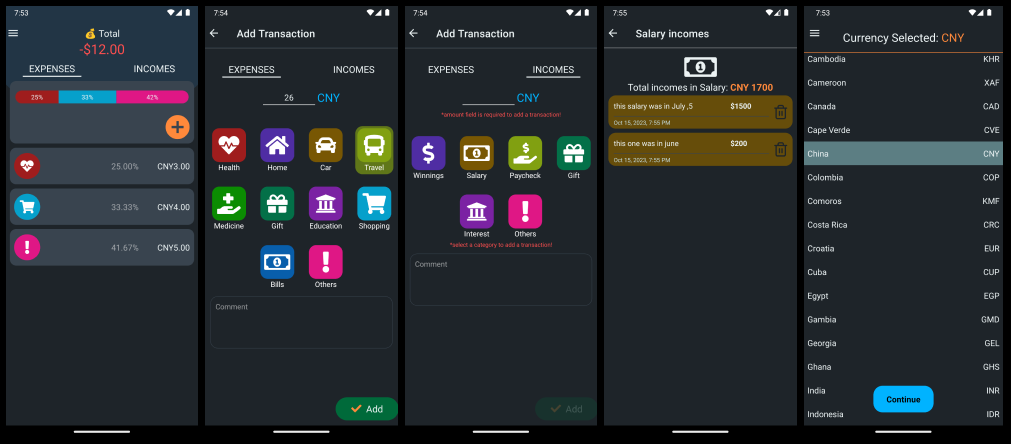 7:53
💰 Total
-$12.00
EXPENSES INCOMES
25% 33% 42%
25.00% CNY3.00
33.33% CNY4.00
41.67% CNY5.00
7:54
Add Transaction
EXPENSES INCOMES
26 CNY
Health Home Car Travel
Medicine Gift Education Shopping
Bills Others
Comment
Add
7:54
Add Transaction
EXPENSES INCOMES
CNY
*amount field is required to add a transaction!
Winnings Salary Paycheck Gift
Interest Others
*select a category to add a transaction!
Comment
Add
7:55
Salary incomes
Total incomes in Salary: CNY 1700
this salary was in July ,5 $1500
Oct 15, 2023, 7:55 PM
this one was in june $200
Oct 15, 2023, 7:55 PM
7:53
Currency Selected: CNY
Cambodia KHR
Cameroon XAF
Canada CAD
Cape Verde CVE
China CNY
Colombia COP
Comoros KMF
Costa Rica CRC
Croatia EUR
Cuba CUP
Egypt EGP
Gambia GMD
Georgia GEL
Ghana GHS
India INR
Continue
Indonesia IDR